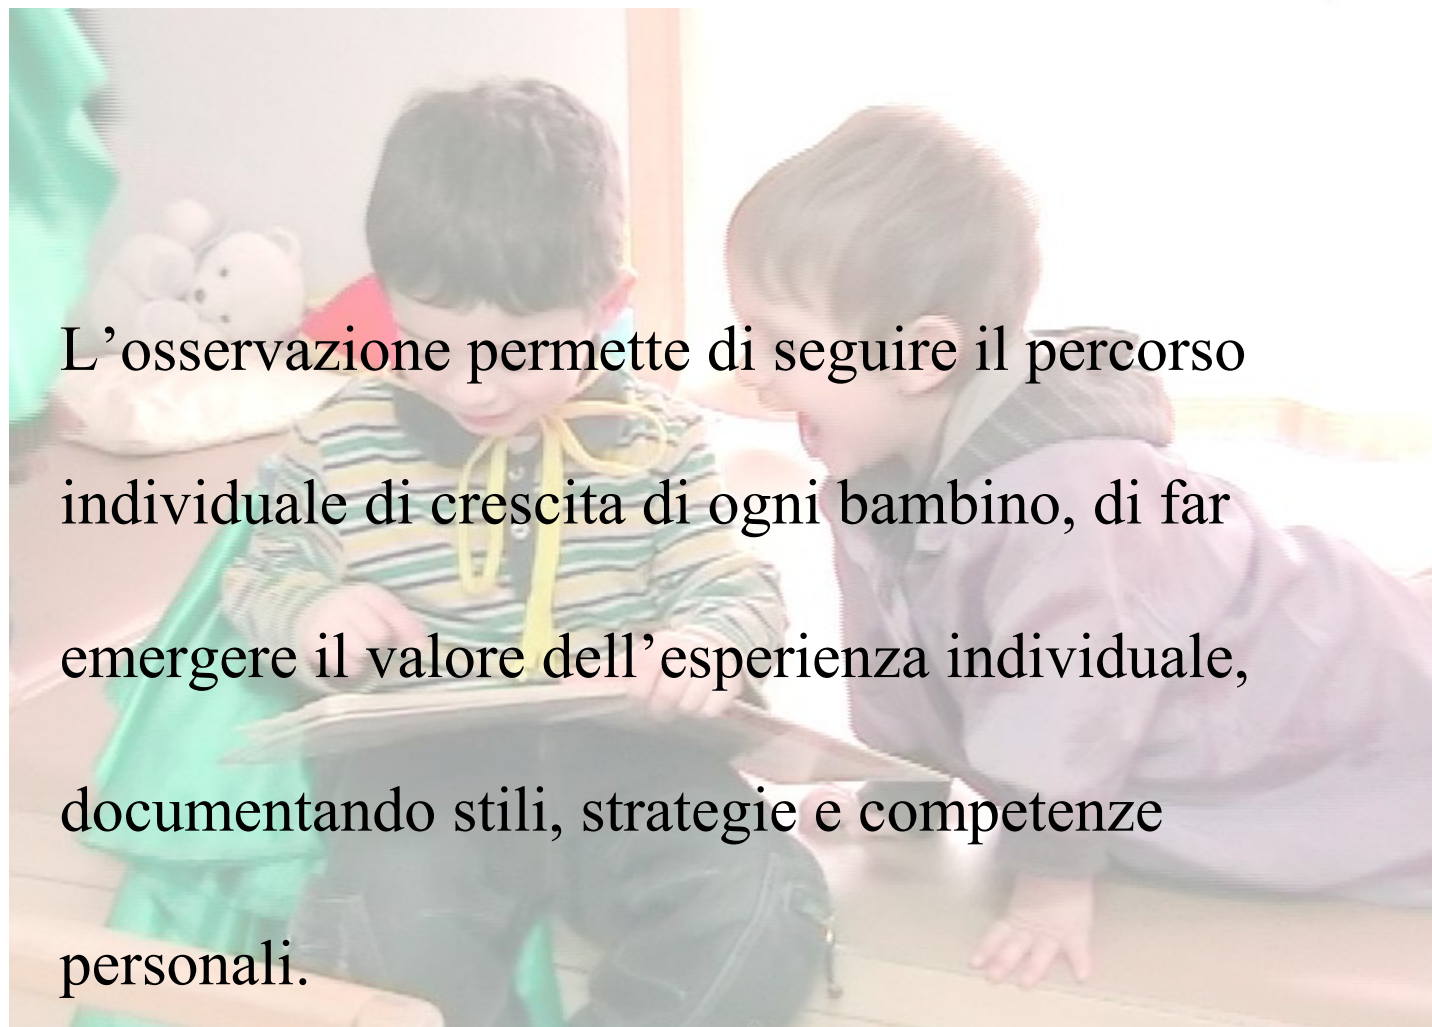 L’osservazione permette di seguire il percorso
individuale di crescita di ogni bambino, di far
emergere il valore dell’esperienza individuale,
documentando stili, strategie e competenze
personali.